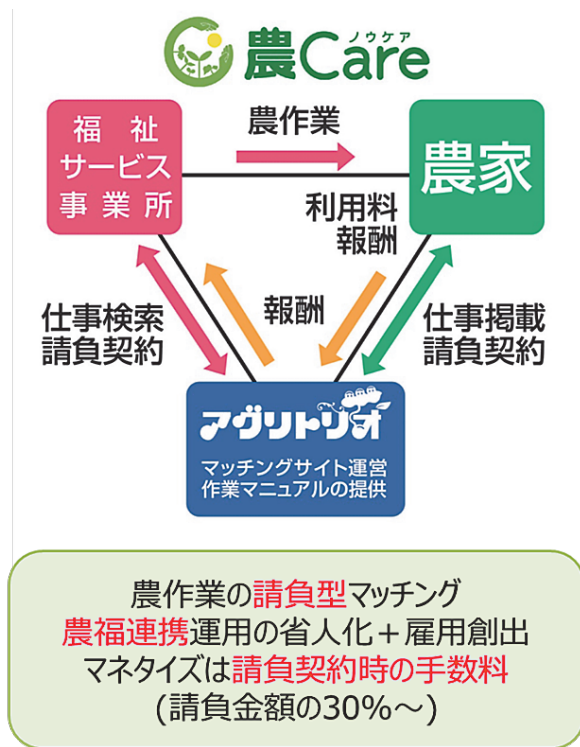 ノウケア
農Care
福祉
サービス
事業所
農作業
農家
利用料
報酬
仕事検索
請負契約
報酬
仕事掲載
請負契約
アグリトリオ
マッチングサイト運営
作業マニュアルの提供
農作業の請負型マッチング
農福連携運用の省人化＋雇用創出
マネタイズは請負契約時の手数料
(請負金額の30%～)